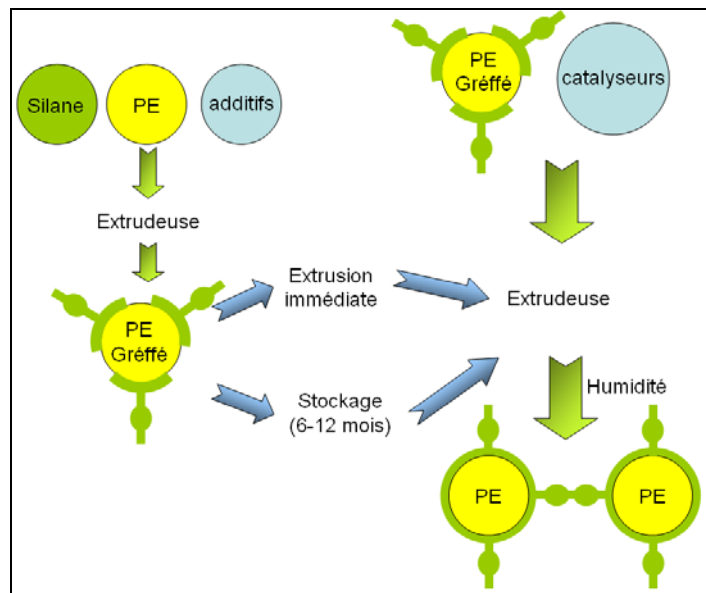 Silane
PE
additifs
Extrudeuse
PE
Gréffé
Extrusion
immédiate
Stockage
(6-12 mois)
PE
Gréffé
catalyseurs
Extrudeuse
Humidité
PE
PE